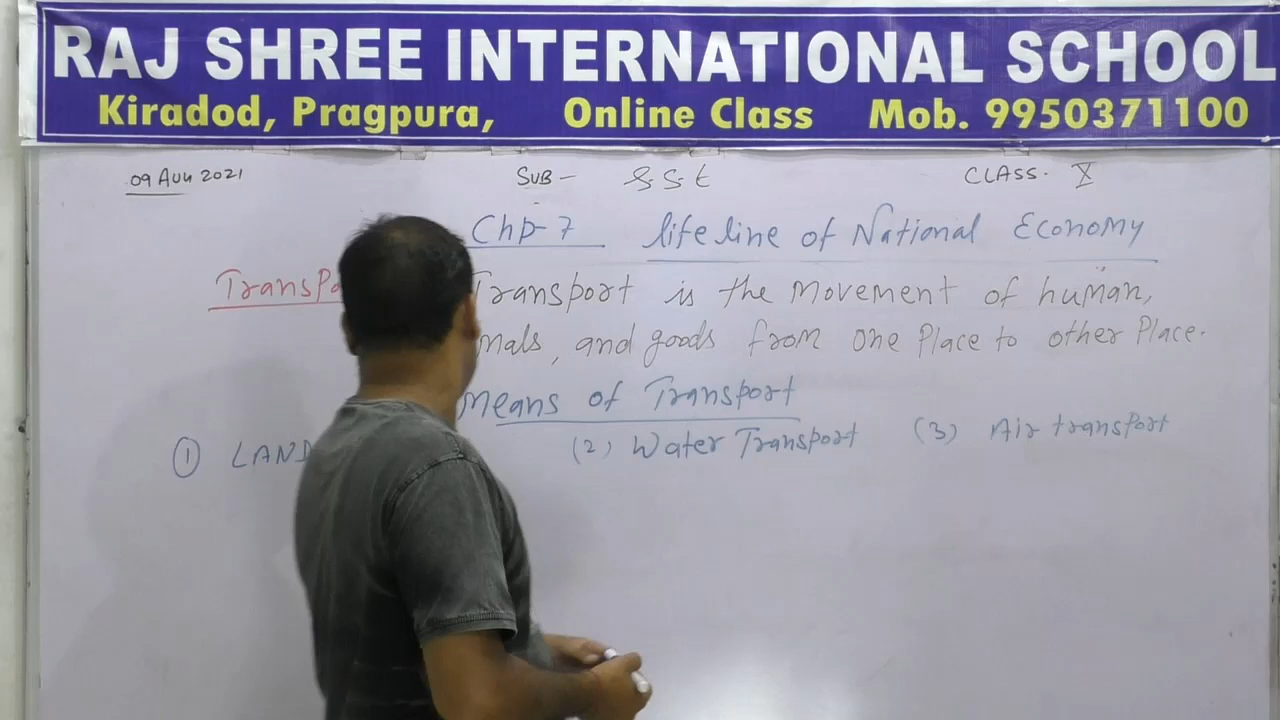 RAJ SHREE INTERNATIONAL SCHOOL
Kiradod, Pragpura, Online Class Mob. 9950371100
09 AUG 2021 SUB - S.S.t CLASS. X
Chp-7 life line of National Economy
Transpo Transport is the Movement of human,
mals, and goods from one Place to other Place.
Means of Transport
(1) LAND (2) Water Transport (3) Air transport